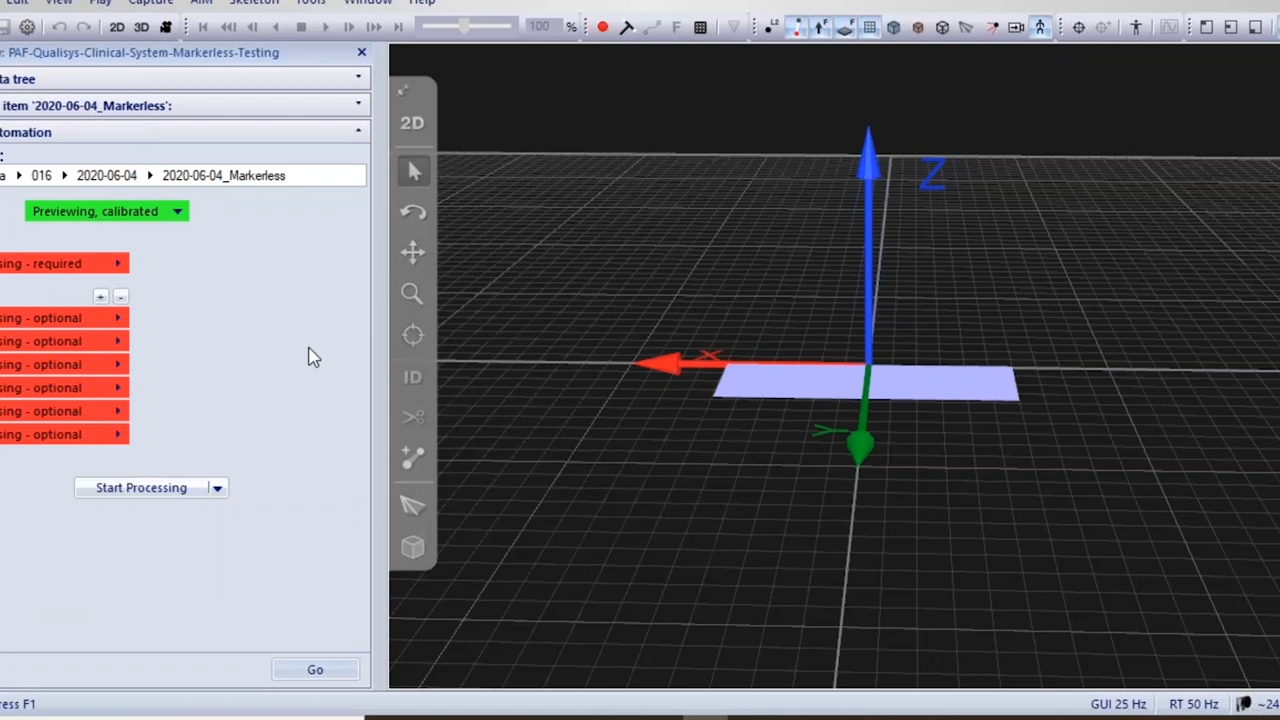 Edit View Play Capture AIM Skeleton Tools Window Help
2D 3D 100 % F L2 F F
: PAF-Qualisys-Clinical-System-Markerless-Testing
ta tree
item '2020-06-04_Markerless':
tomation
:
a 016 2020-06-04 2020-06-04_Markerless
Previewing, calibrated
sing - required
+ -
sing - optional
sing - optional
sing - optional
sing - optional
sing - optional
sing - optional
Start Processing
Go
2D
ID
Z
X
Y
ress F1
GUI 25 Hz RT 50 Hz ~24